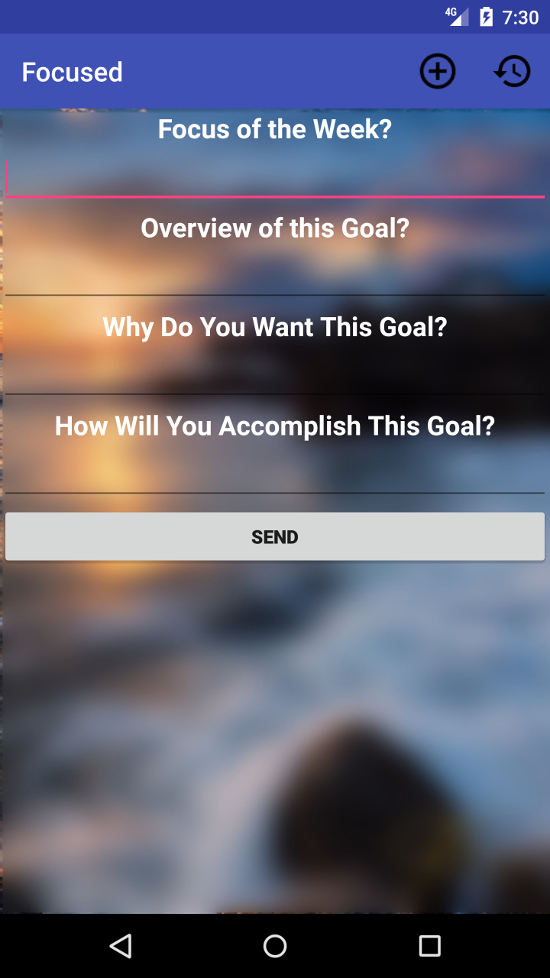 4G 7:30
Focused
Focus of the Week?
Overview of this Goal?
Why Do You Want This Goal?
How Will You Accomplish This Goal?
SEND